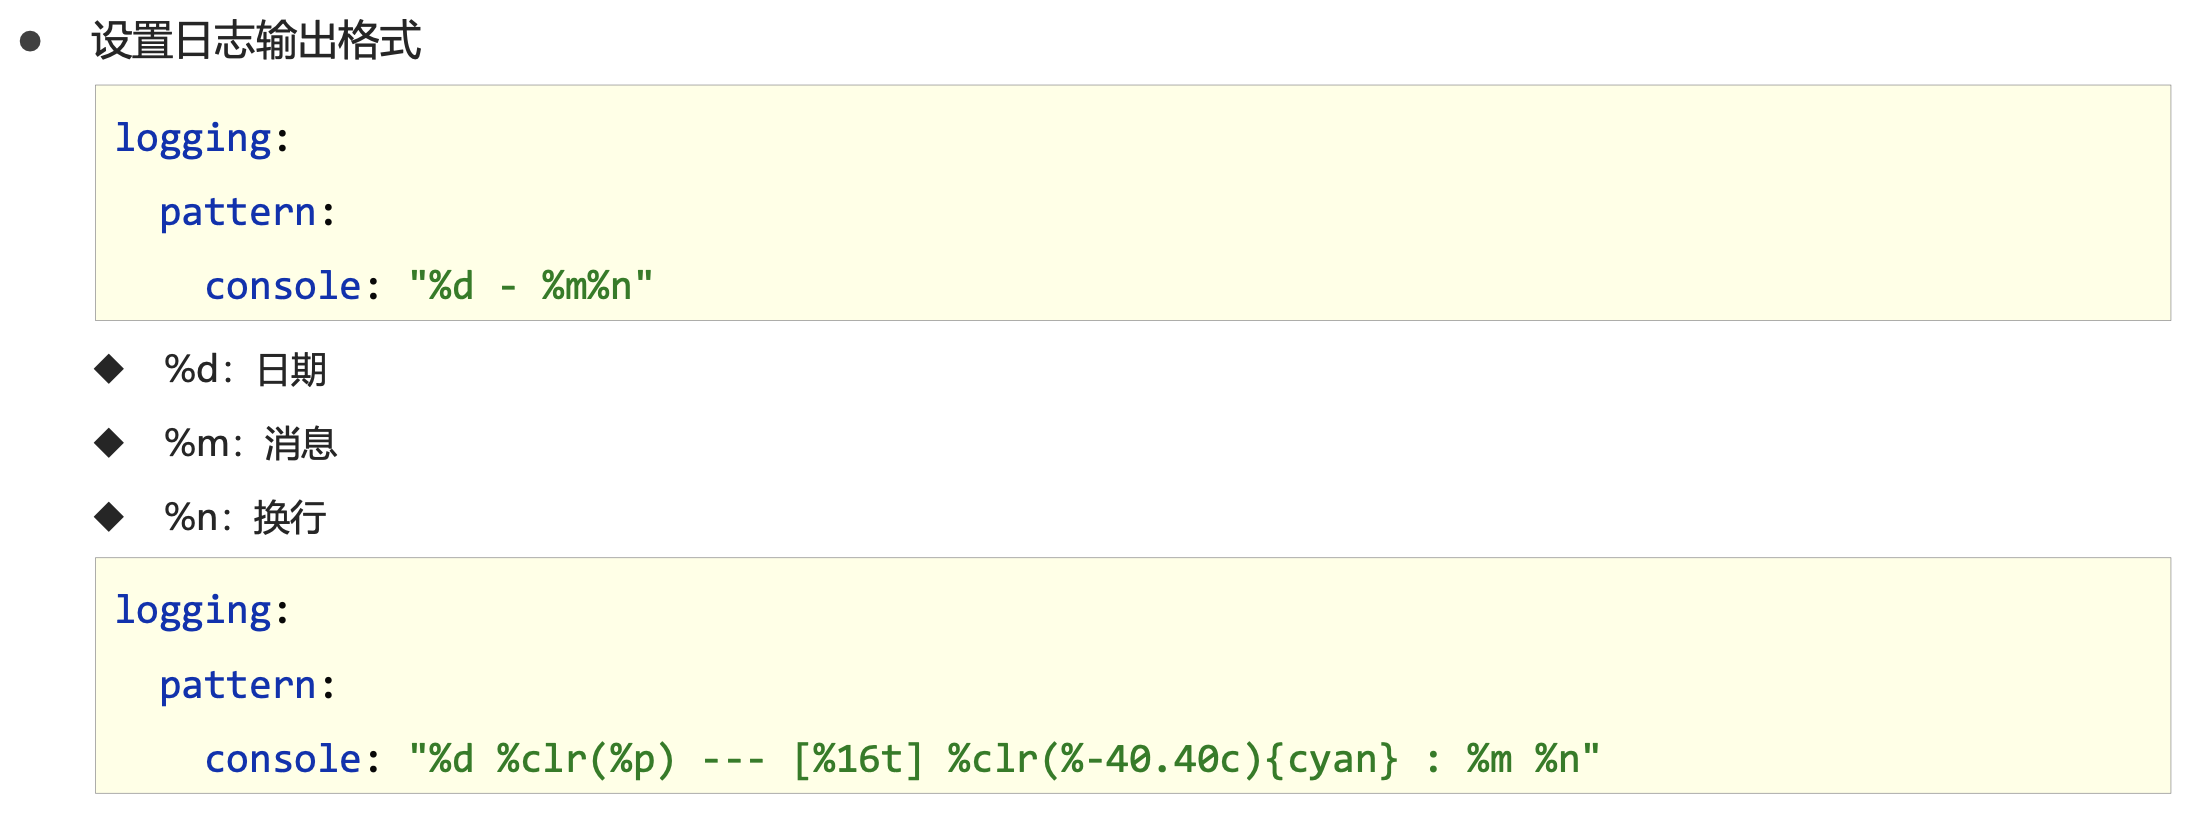 ● 设置日志输出格式
logging:
  pattern:
    console: "%d - %m%n"
◆ %d：日期
◆ %m：消息
◆ %n：换行
logging:
  pattern:
    console: "%d %clr(%p) --- [%16t] %clr(%-40.40c){cyan} : %m %n"